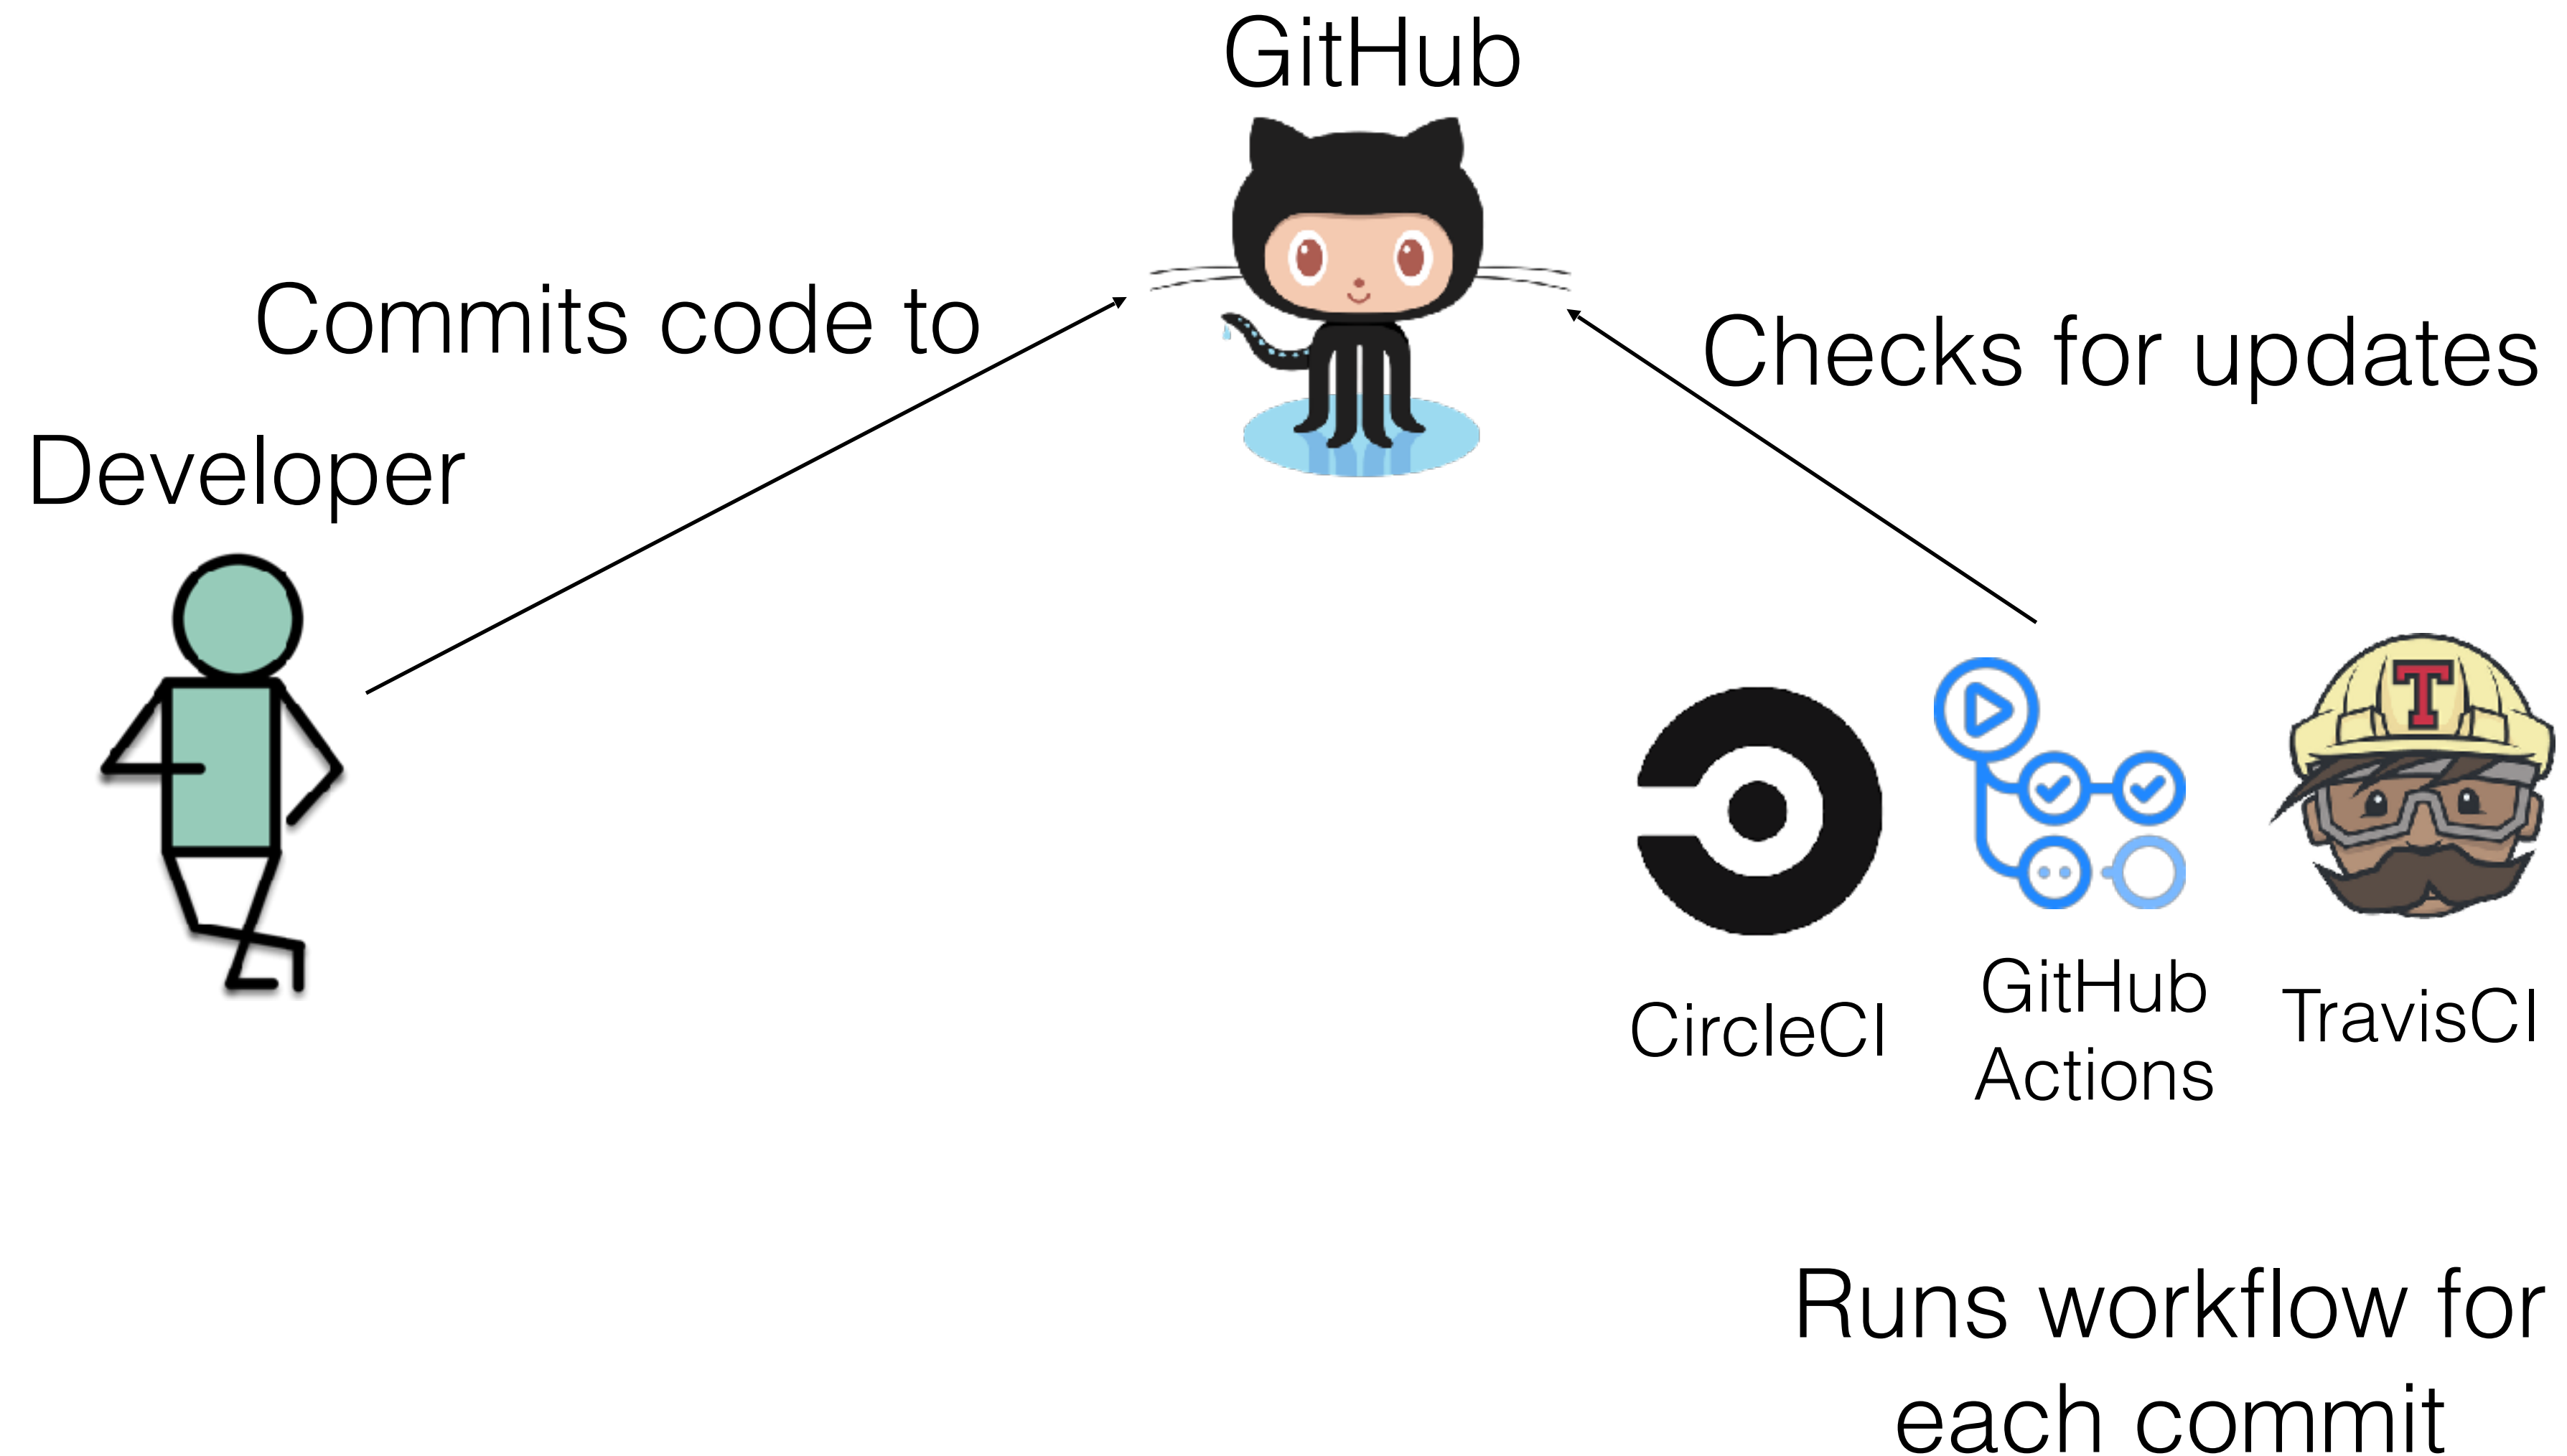 GitHub
Commits code to
Checks for updates
Developer
T
CircleCI
GitHub
Actions
TravisCI
Runs workflow for
each commit